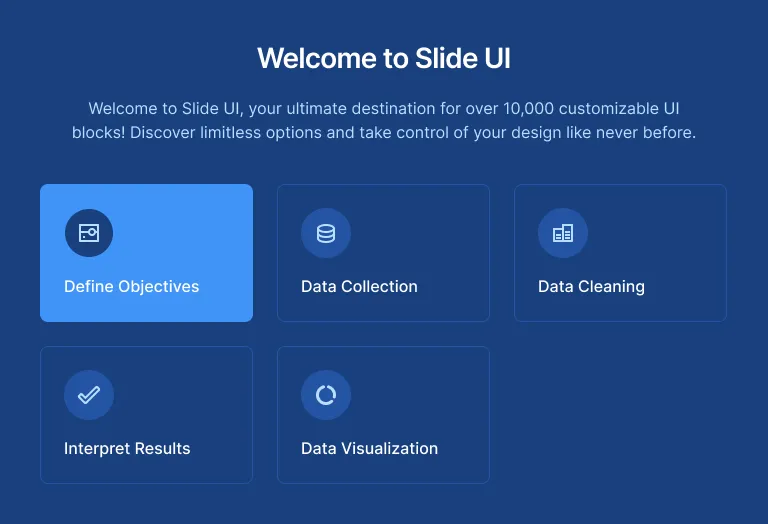 Welcome to Slide UI
Welcome to Slide UI, your ultimate destination for over 10,000 customizable UI
blocks! Discover limitless options and take control of your design like never before.
Define Objectives
Data Collection
Data Cleaning
Interpret Results
Data Visualization